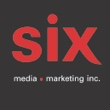 six
media × marketing inc.